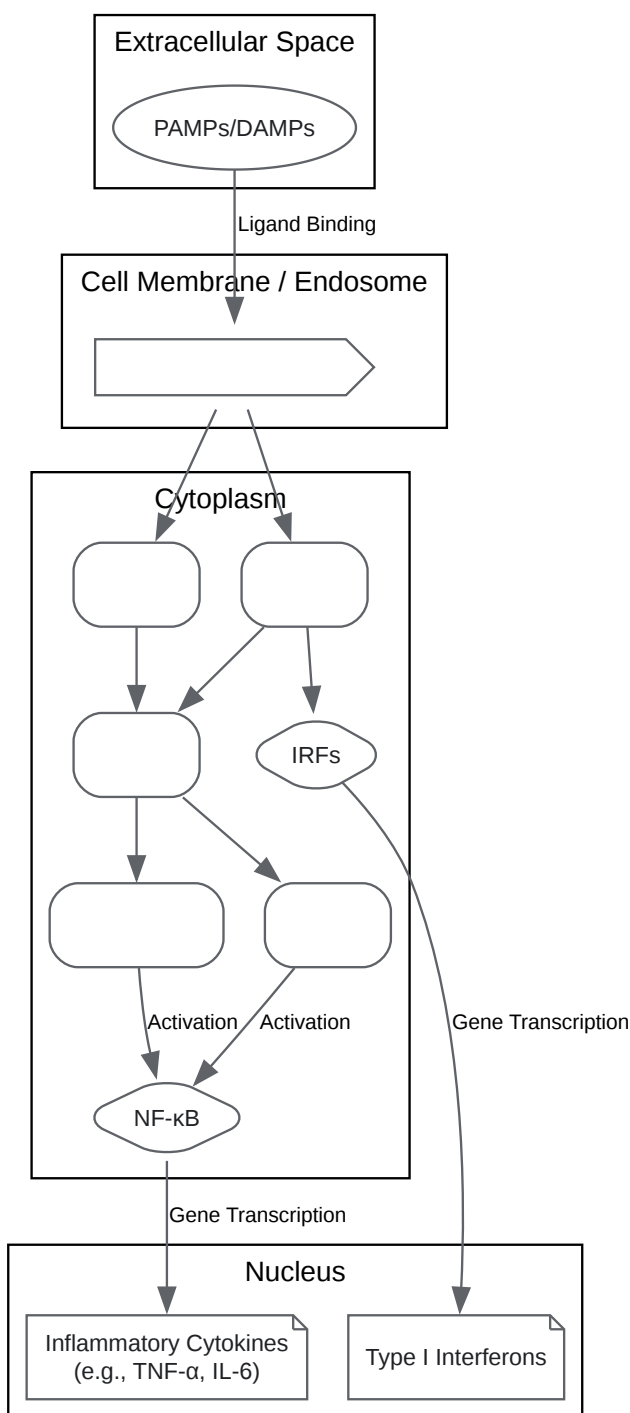 Extracellular Space
PAMPs/DAMPs
Ligand Binding
Cell Membrane / Endosome
Cytoplasm
IRFs
Activation
Activation
Gene Transcription
NF-κB
Gene Transcription
Nucleus
Inflammatory Cytokines
(e.g., TNF-α, IL-6)
Type I Interferons